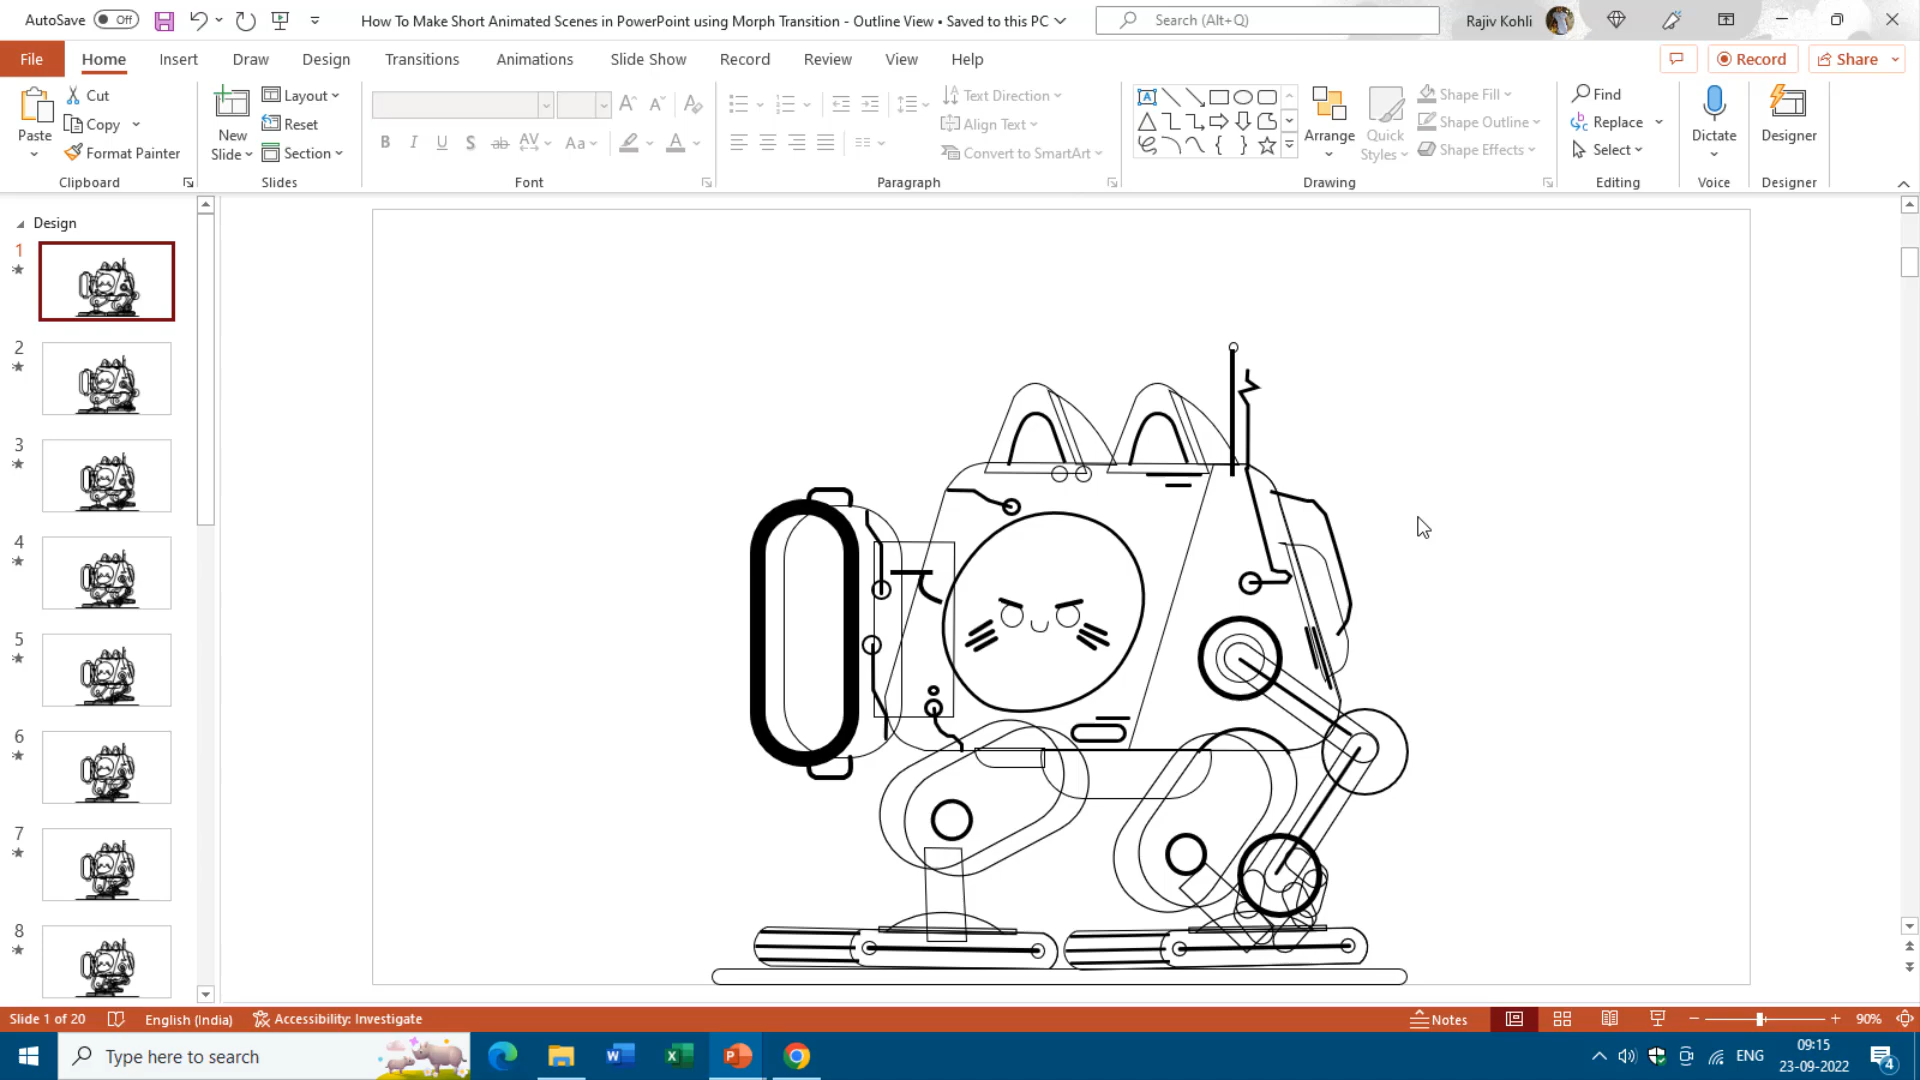 AutoSave Off How To Make Short Animated Scenes in PowerPoint using Morph Transition - Outline View • Saved to this PC Search (Alt+Q) Rajiv Kohli
File Home Insert Draw Design Transitions Animations Slide Show Record Review View Help Record Share
Paste Cut Copy Format Painter Clipboard
New Slide Layout Reset Section Slides
B I U S ab AV Aa A Font
Text Direction Align Text Convert to SmartArt Paragraph
Arrange Quick Styles Shape Fill Shape Outline Shape Effects Drawing
Find Replace Select Editing
Dictate Voice
Designer Designer
Design
1
2
3
4
5
6
7
8
Slide 1 of 20 English (India) Accessibility: Investigate Notes 90%
Type here to search ENG 09:15
23-09-2022 4